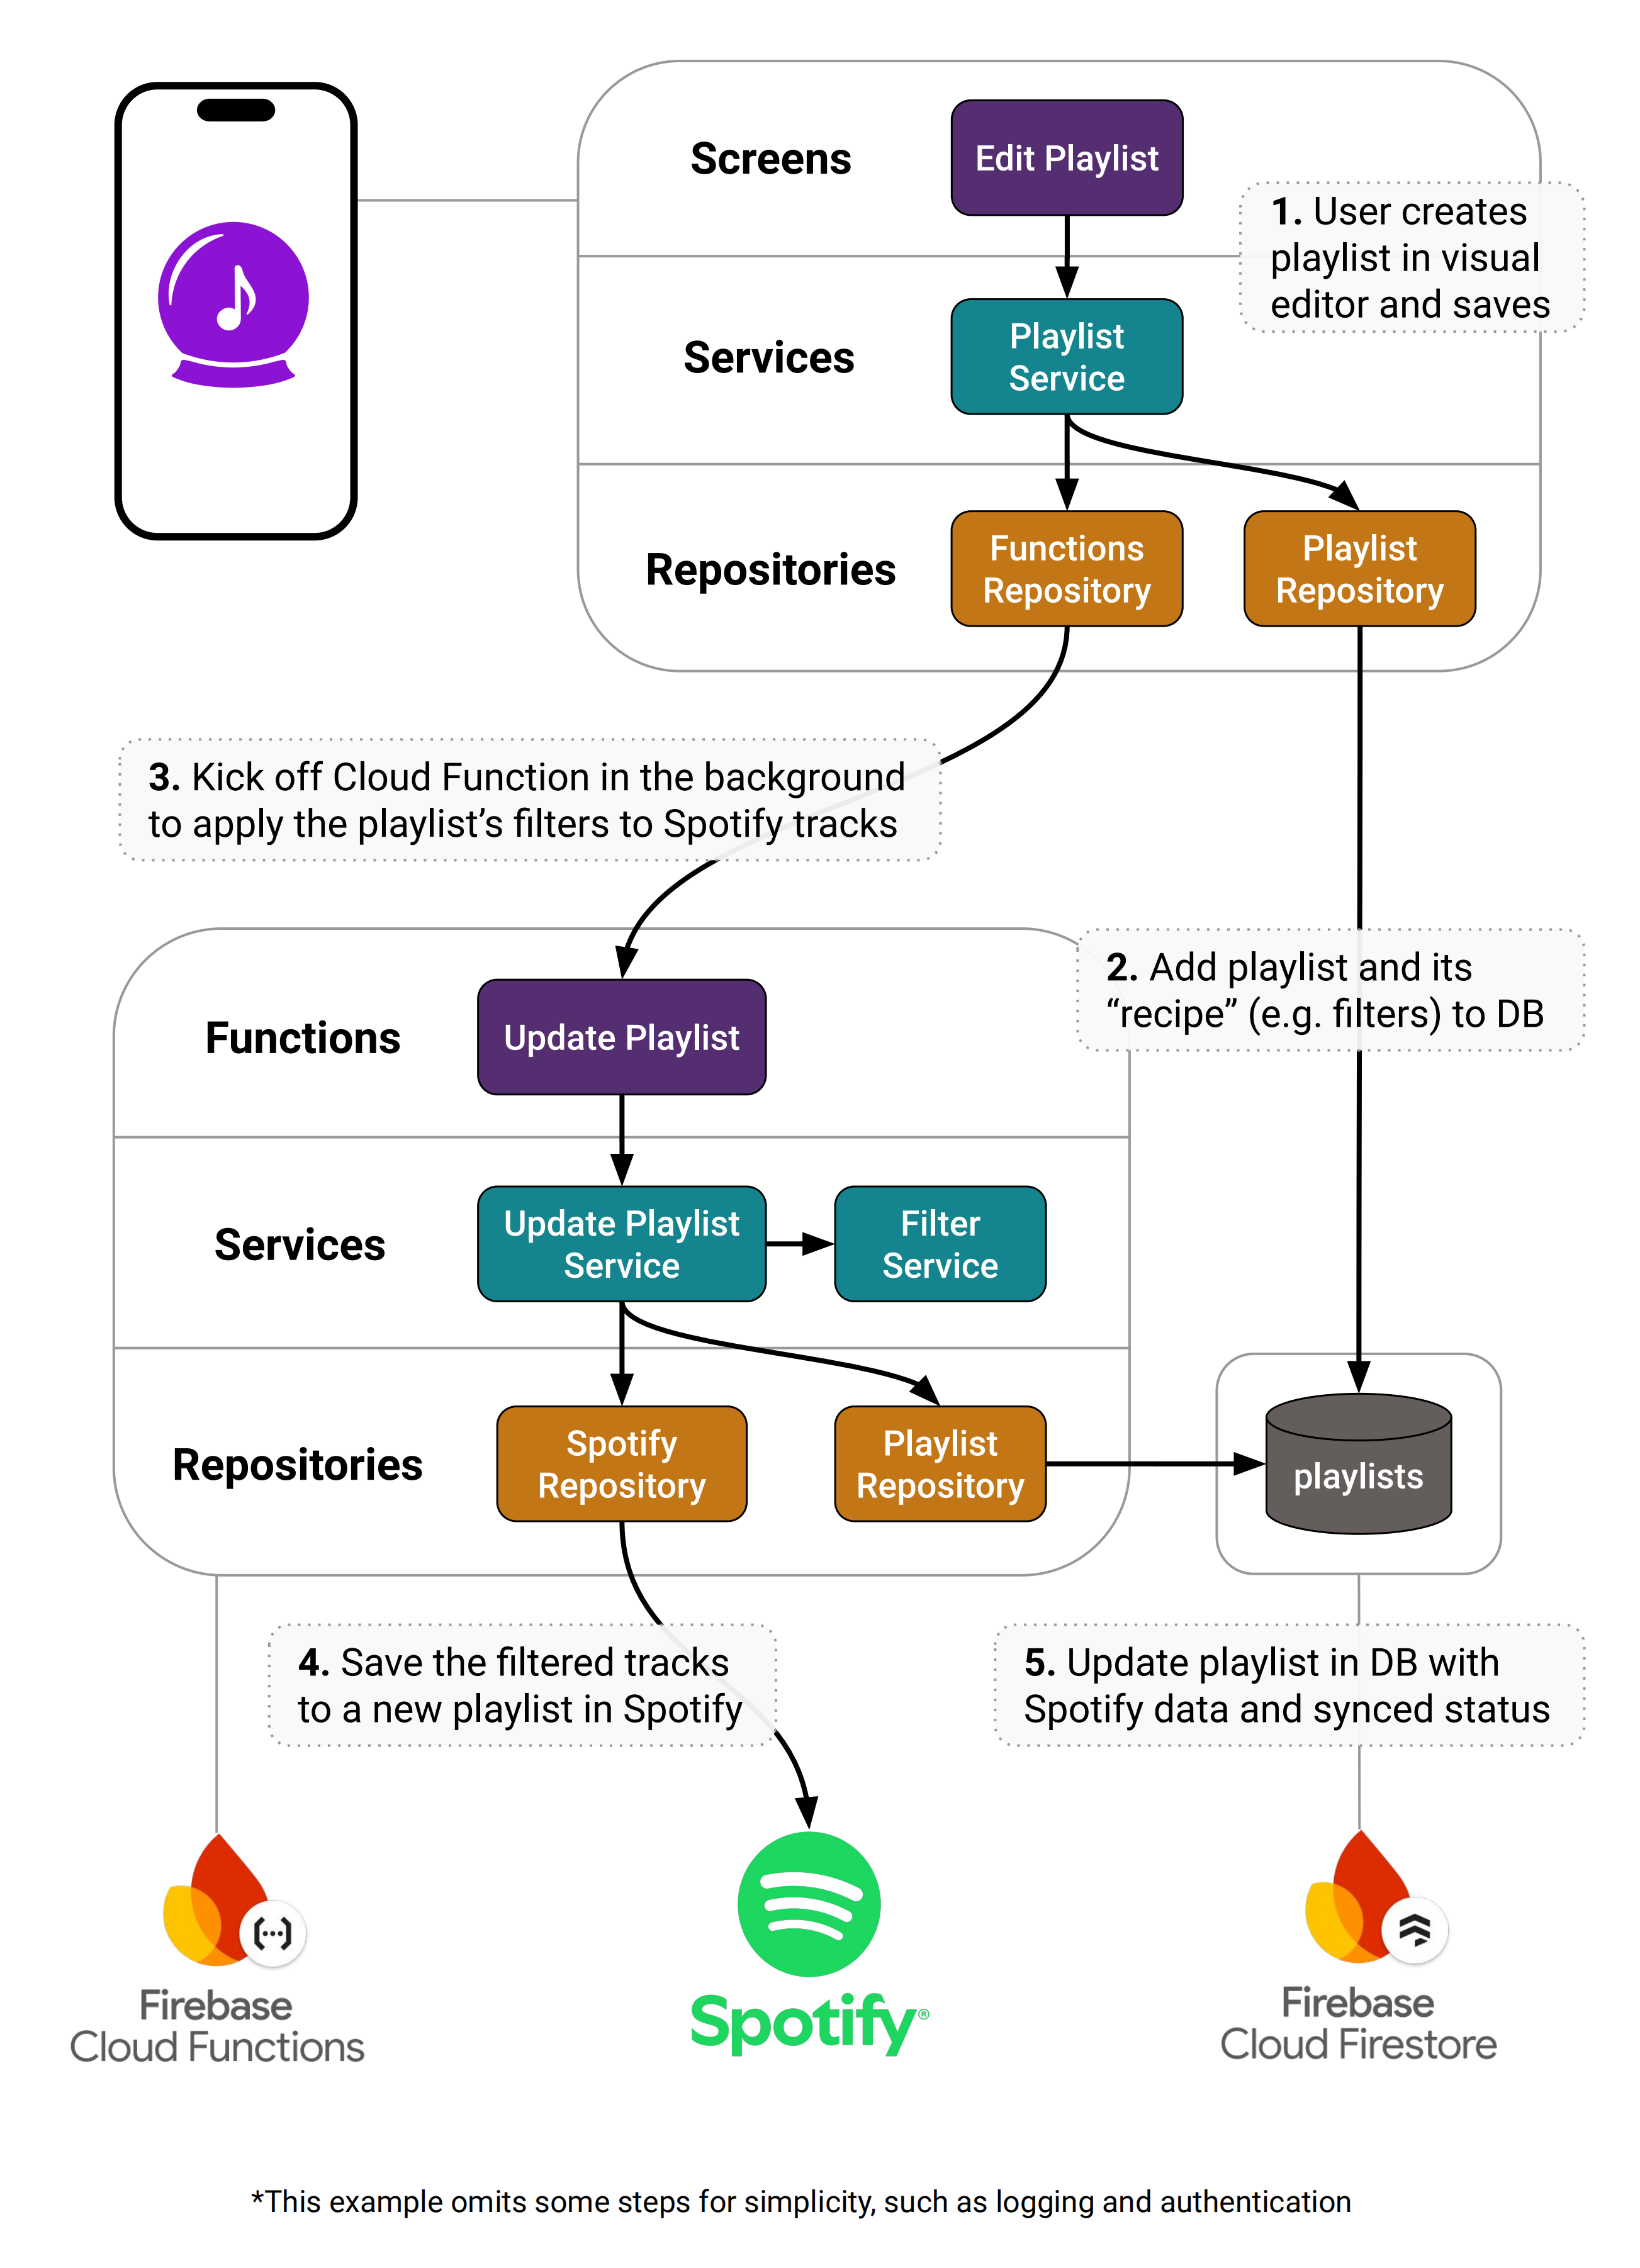 Screens
Edit Playlist
1. User creates
playlist in visual
editor and saves
Services
Playlist
Service
Repositories
Functions
Repository
Playlist
Repository
3. Kick off Cloud Function in the background
to apply the playlist’s filters to Spotify tracks
2. Add playlist and its
“recipe” (e.g. filters) to DB
Functions
Update Playlist
Services
Update Playlist
Service
Filter
Service
Repositories
Spotify
Repository
Playlist
Repository
playlists
4. Save the filtered tracks
to a new playlist in Spotify
5. Update playlist in DB with
Spotify data and synced status
Firebase
Cloud Functions
Spotify®
Firebase
Cloud Firestore
*This example omits some steps for simplicity, such as logging and authentication